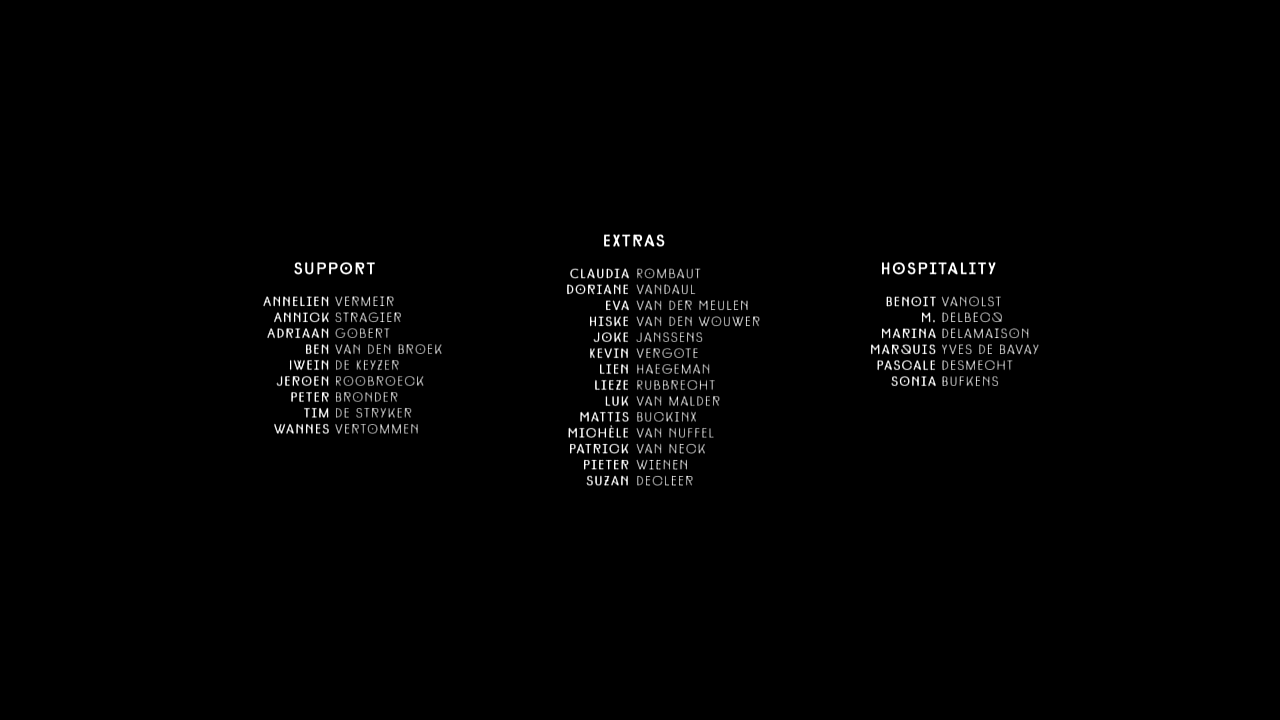 SUPPORT
ANNELIEN VERMEIR
ANNICK STRAGIER
ADRIAAN GOBERT
BEN VAN DEN BROEK
IWEIN DE KEYZER
JEROEN ROOBROECK
PETER BRONDER
TIM DE STRYKER
WANNES VERTOMMEN
EXTRAS
CLAUDIA ROMBAUT
DORIANE VANDAUL
EVA VAN DER MEULEN
HISKE VAN DEN WOUWER
JOKE JANSSENS
KEVIN VERGOTE
LIEN HAEGEMAN
LIEZE RUBBRECHT
LUK VAN MALDER
MATTIS BUCKINX
MICHÈLE VAN NUFFEL
PATRICK VAN NECK
PIETER WIENEN
SUZAN DECLEER
HOSPITALITY
BENOIT VANOLST
M. DELBECQ
MARINA DELAMAISON
MARQUIS YVES DE BAVAY
PASCALE DESMECHT
SONIA BUFKENS